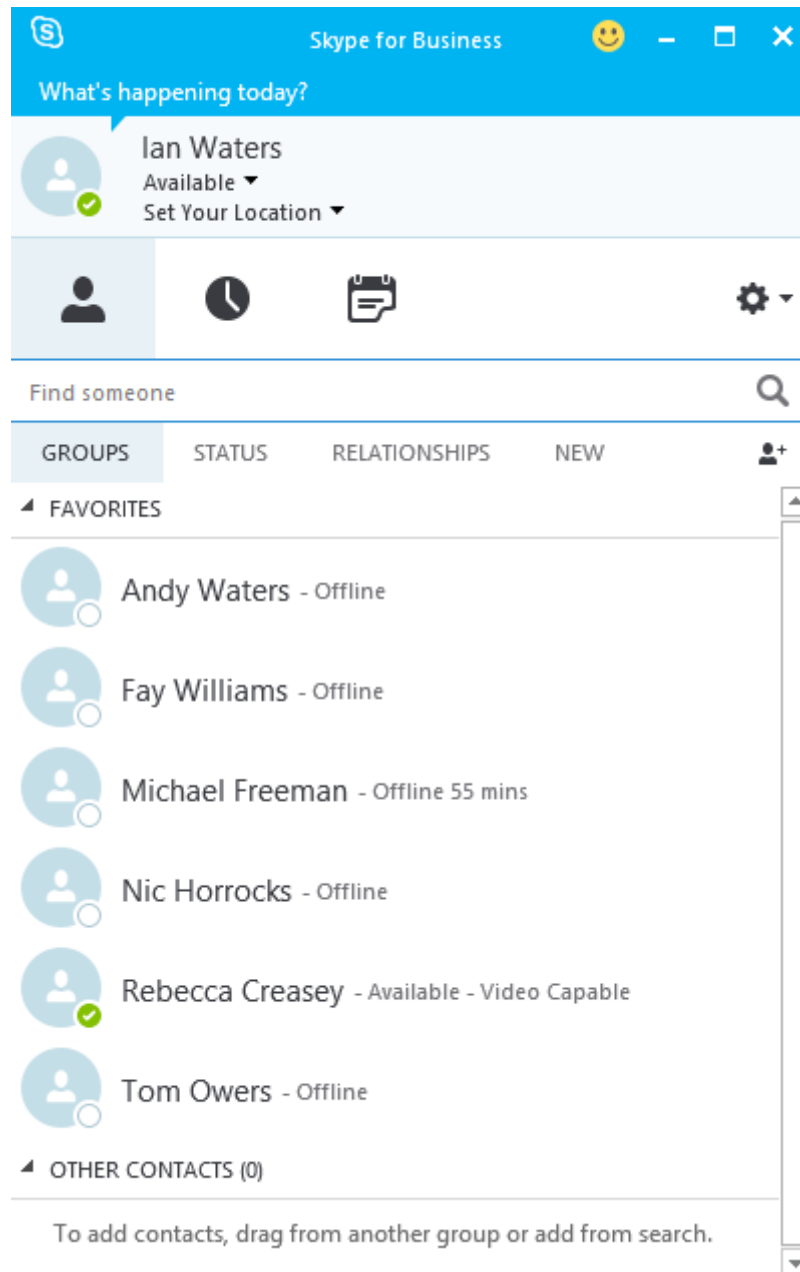 Skype for Business
What's happening today?
Ian Waters
Available
Set Your Location
Find someone
GROUPS STATUS RELATIONSHIPS NEW
FAVORITES
Andy Waters - Offline
Fay Williams - Offline
Michael Freeman - Offline 55 mins
Nic Horrocks - Offline
Rebecca Creasey - Available - Video Capable
Tom Owers - Offline
OTHER CONTACTS (0)
To add contacts, drag from another group or add from search.